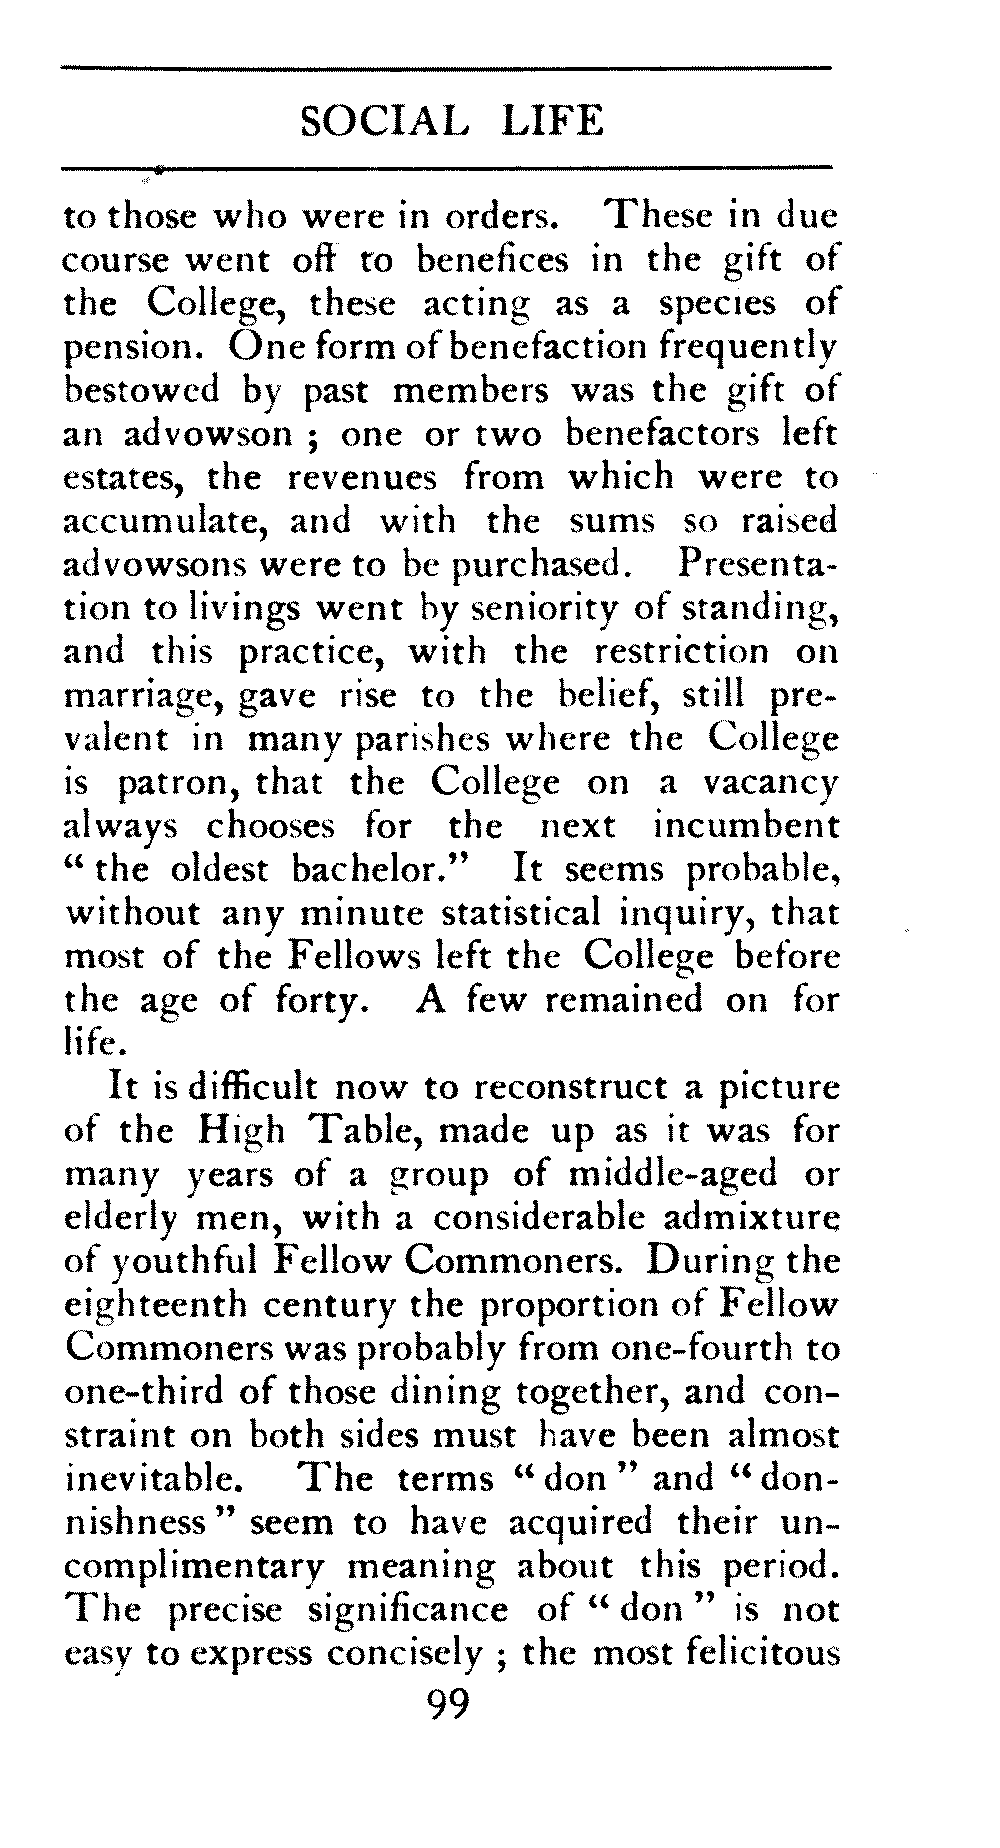 SOCIAL LIFE
to those who were in orders. These in due
course went off to benefices in the gift of
the College, these acting as a species of
pension. One form of benefaction frequently
bestowed by past members was the gift of
an advowson ; one or two benefactors left
estates, the revenues from which were to
accumulate, and with the sums so raised
advowsons were to be purchased. Presenta-
tion to livings went by seniority of standing,
and this practice, with the restriction on
marriage, gave rise to the belief, still pre-
valent in many parishes where the College
is patron, that the College on a vacancy
always chooses for the next incumbent
“ the oldest bachelor.” It seems probable,
without any minute statistical inquiry, that
most of the Fellows left the College before
the age of forty. A few remained on for
life.
It is difficult now to reconstruct a picture
of the High Table, made up as it was for
many years of a group of middle-aged or
elderly men, with a considerable admixture
of youthful Fellow Commoners. During the
eighteenth century the proportion of Fellow
Commoners was probably from one-fourth to
one-third of those dining together, and con-
straint on both sides must have been almost
inevitable. The terms “ don ” and “ don-
nishness ” seem to have acquired their un-
complimentary meaning about this period.
The precise significance of “ don ” is not
easy to express concisely ; the most felicitous
99